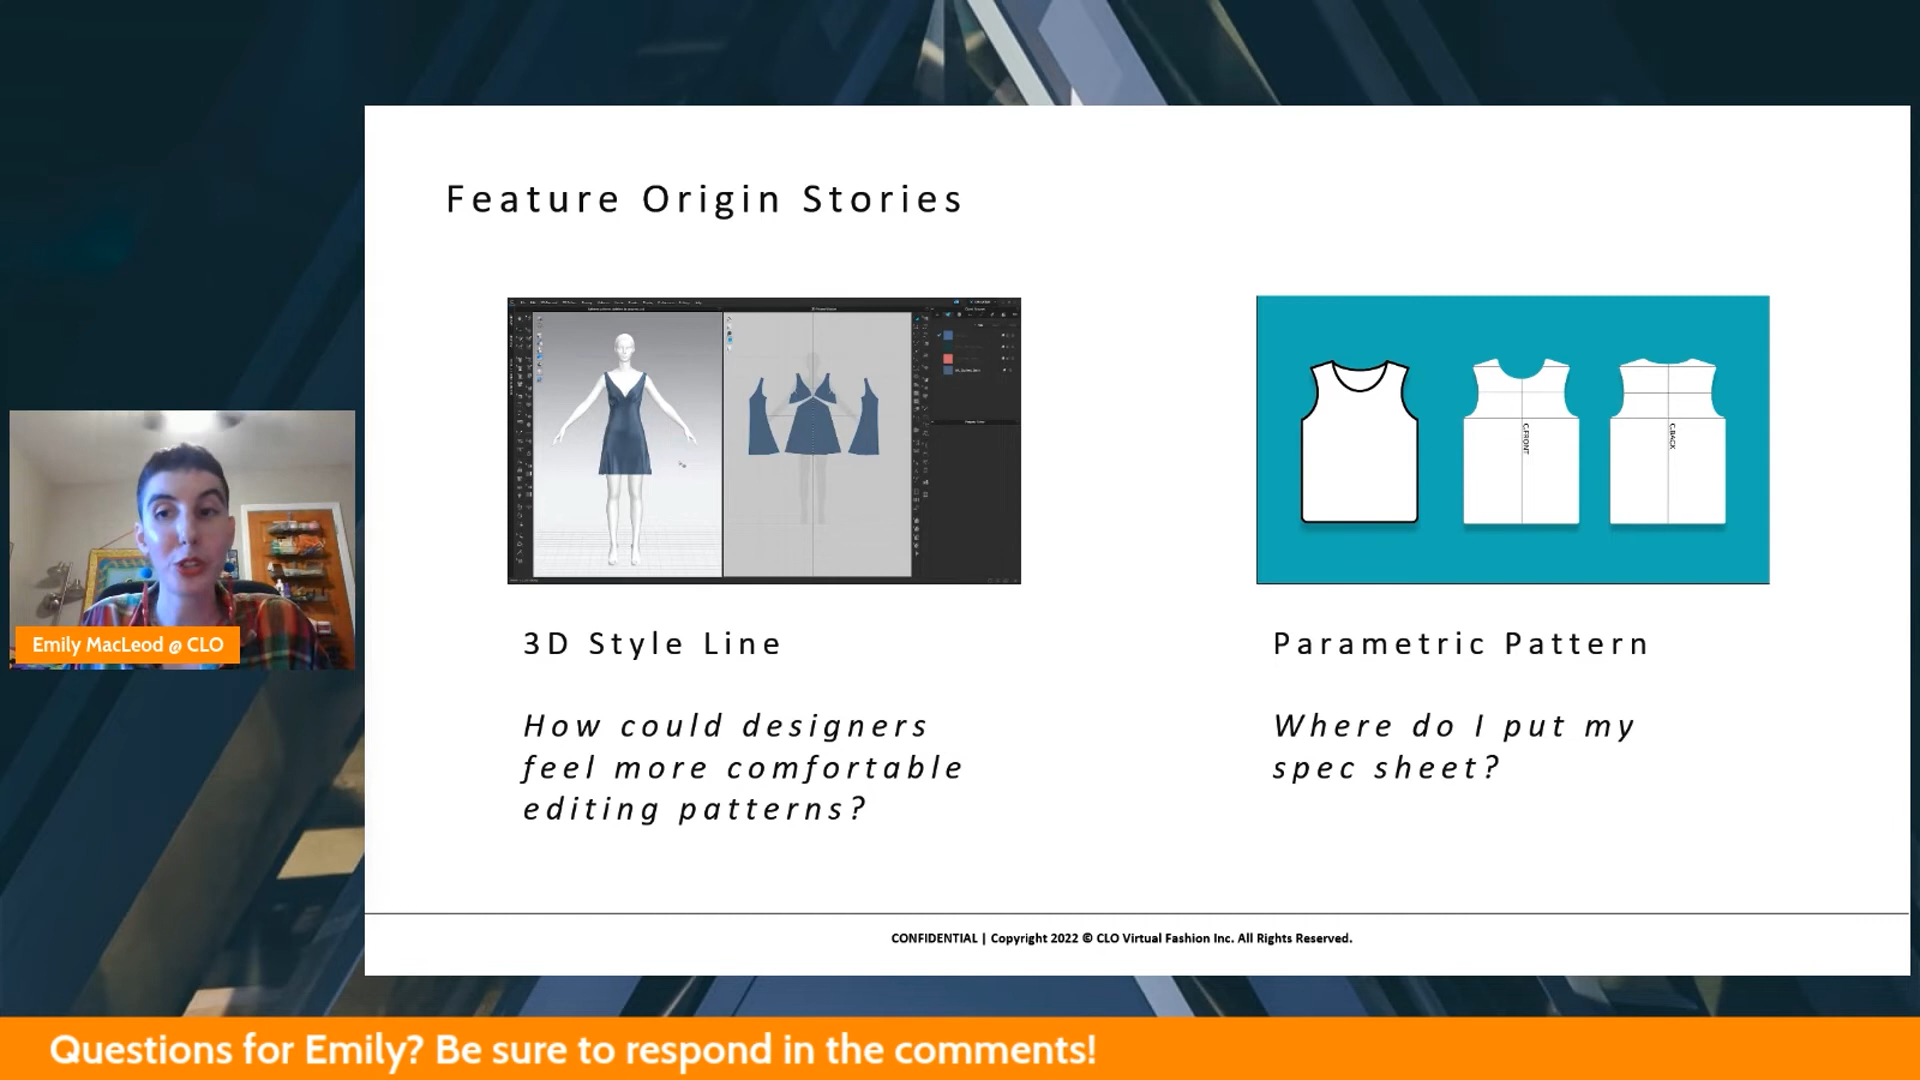 Feature Origin Stories
C.FRONT
C.BACK
3D Style Line
How could designers
feel more comfortable
editing patterns?
Parametric Pattern
Where do I put my
spec sheet?
CONFIDENTIAL | Copyright 2022 © CLO Virtual Fashion Inc. All Rights Reserved.
Emily MacLeod @ CLO
Questions for Emily? Be sure to respond in the comments!